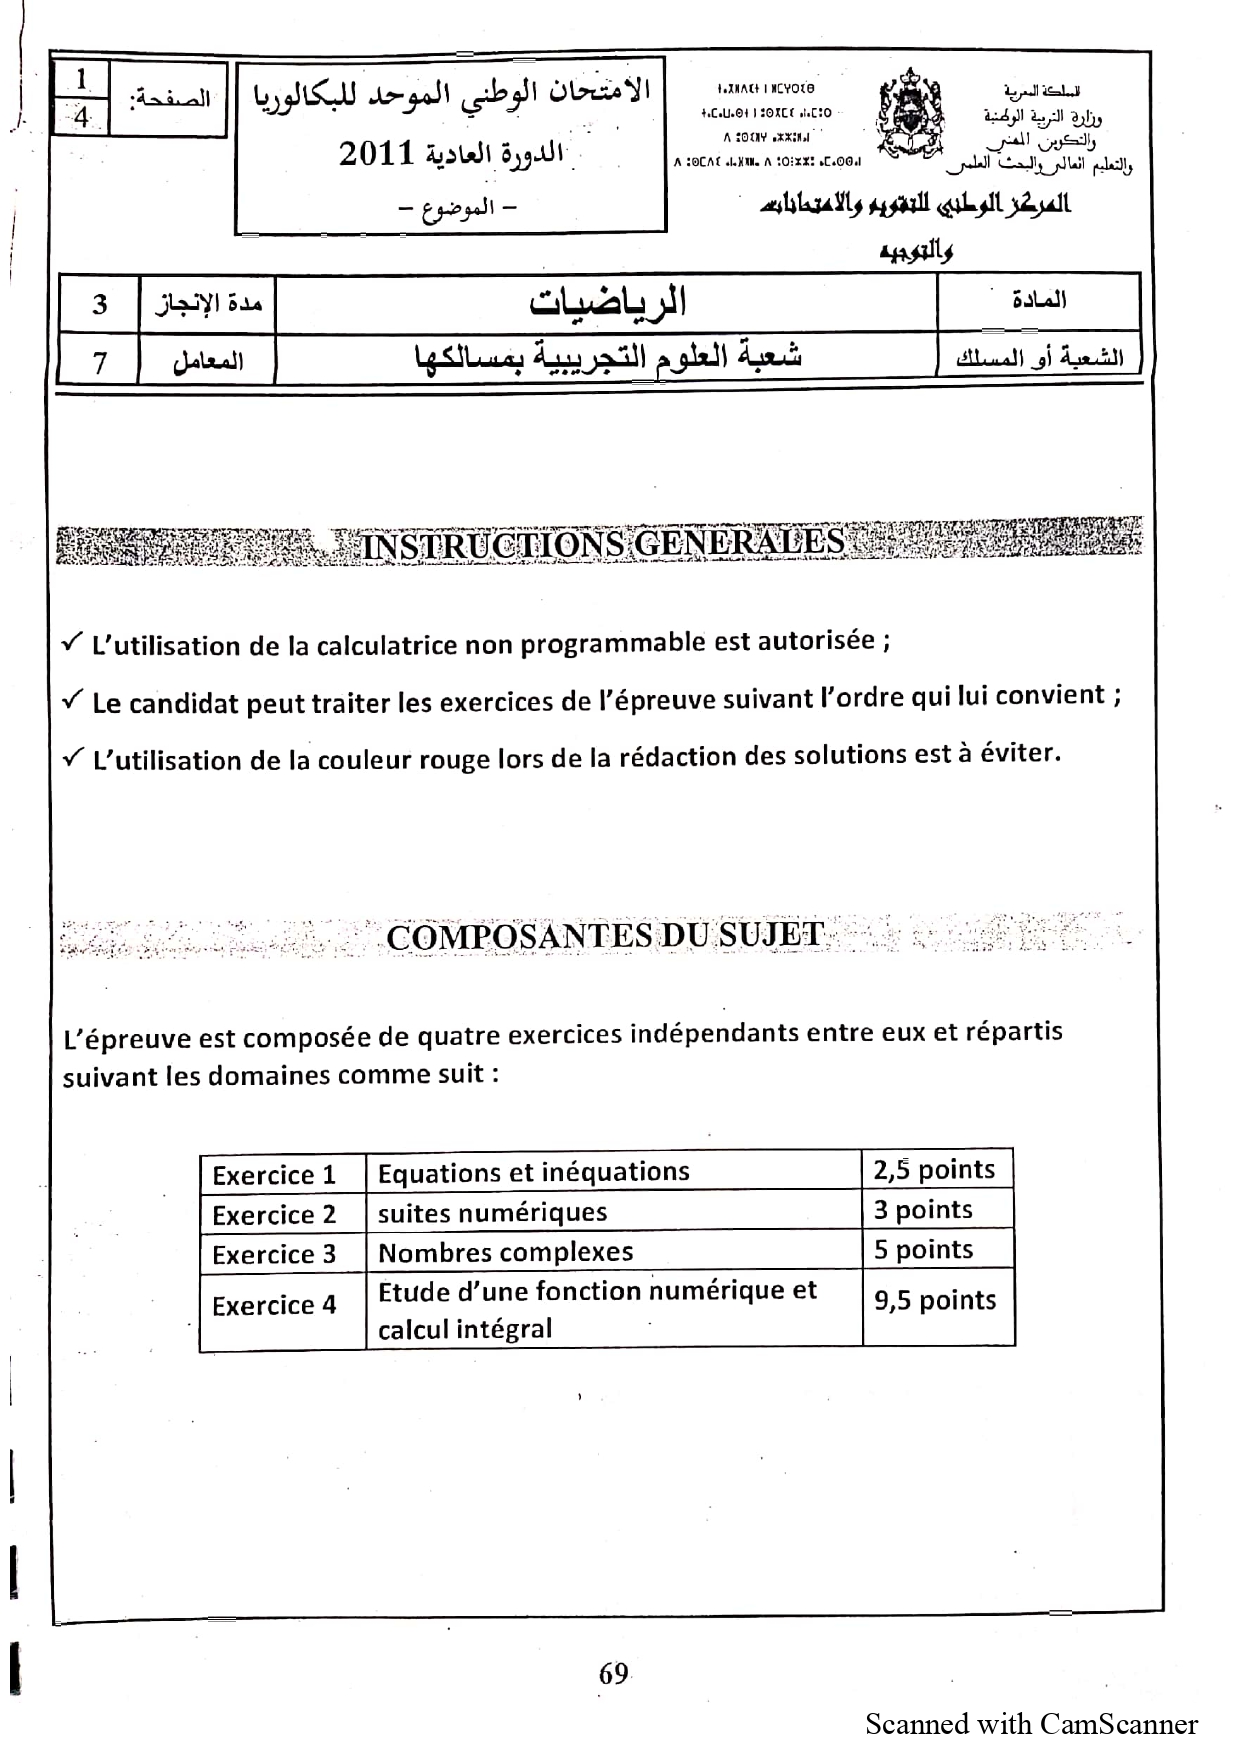 1
4
الصفحة:
الامتحان الوطني الموحد للبكالوريا
الدورة العادية 2011
– الموضوع –
المملكة المغربية
وزارة التربية الوطنية
والتكوين المهني
والتعليم العالي والبحث العلمي
المركز الوطني للتقويم والامتحانات
والتوجيه
المادة الرياضيات مدة الإنجاز 3
الشعبة أو المسلك شعبة العلوم التجريبية بمسالكها المعامل 7
INSTRUCTIONS GENERALES
✓ L'utilisation de la calculatrice non programmable est autorisée ;
✓ Le candidat peut traiter les exercices de l'épreuve suivant l'ordre qui lui convient ;
✓ L'utilisation de la couleur rouge lors de la rédaction des solutions est à éviter.
COMPOSANTES DU SUJET
L'épreuve est composée de quatre exercices indépendants entre eux et répartis
suivant les domaines comme suit :
Exercice 1 Equations et inéquations 2,5 points
Exercice 2 suites numériques 3 points
Exercice 3 Nombres complexes 5 points
Exercice 4 Etude d'une fonction numérique et
calcul intégral 9,5 points
69
Scanned with CamScanner